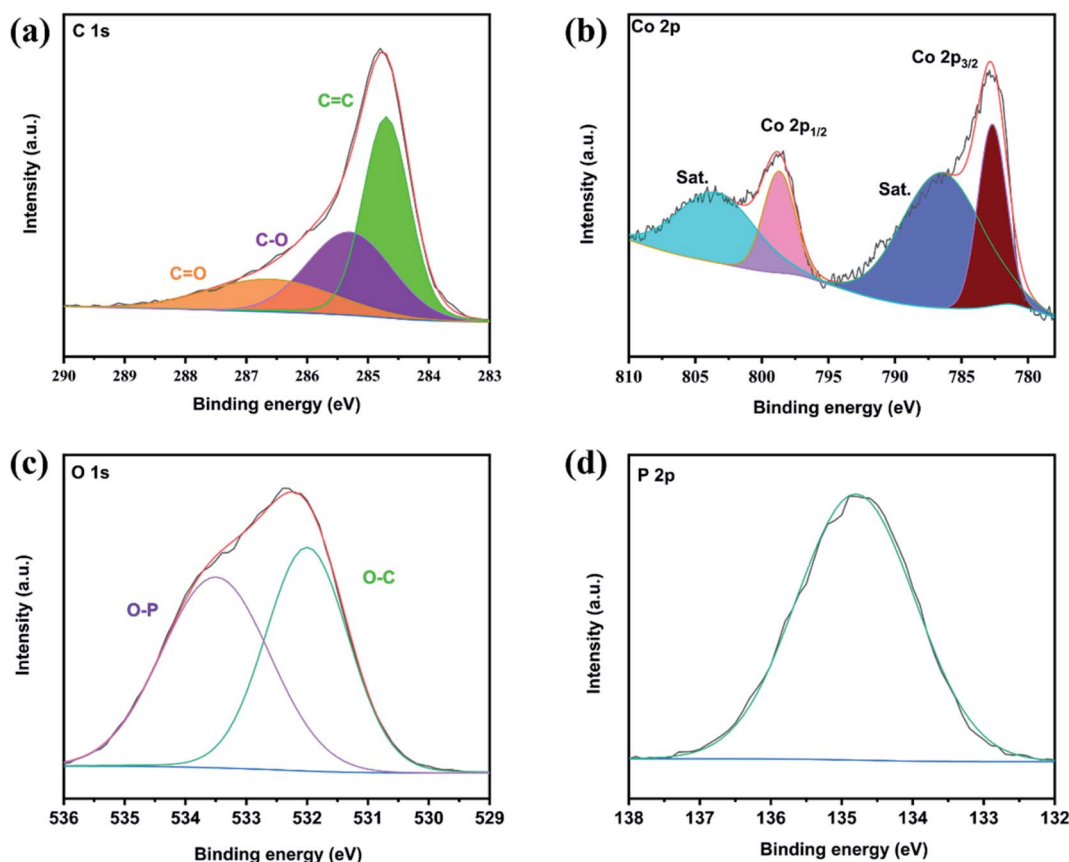 (a)
C 1s
C=C
C-O
C=O
Intensity (a.u.)
290 289 288 287 286 285 284 283
Binding energy (eV)
(b)
Co 2p
Co 2p3/2
Co 2p1/2
Sat.
Sat.
Intensity (a.u.)
810 805 800 795 790 785 780
Binding energy (eV)
(c)
O 1s
O-P
O-C
Intensity (a.u.)
536 535 534 533 532 531 530 529
Binding energy (eV)
(d)
P 2p
Intensity (a.u.)
138 137 136 135 134 133 132
Binding energy (eV)